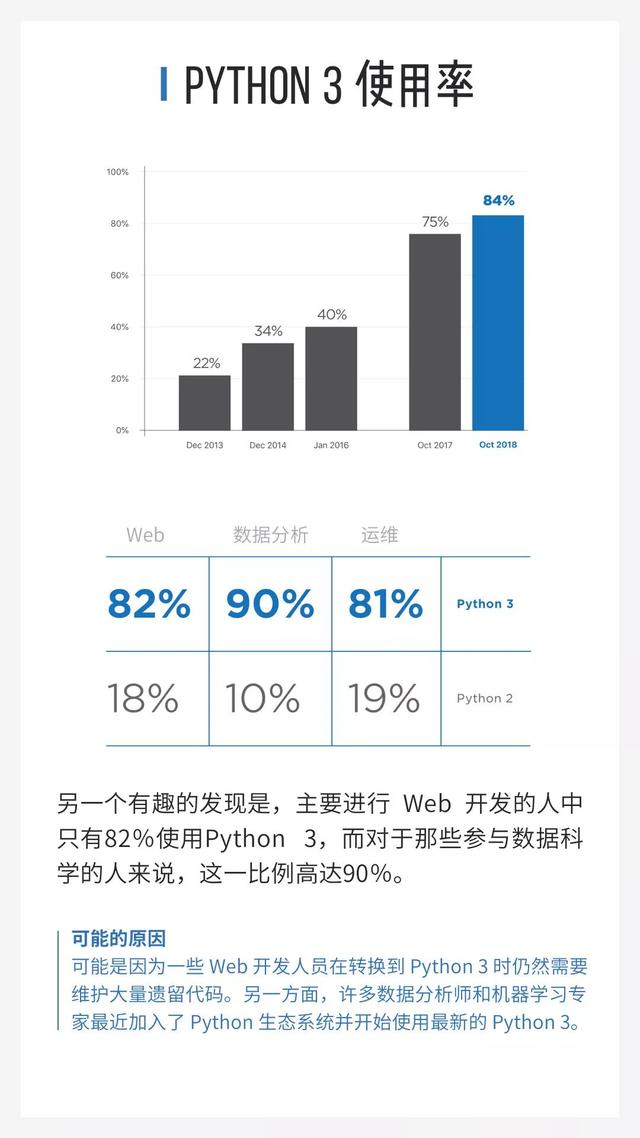 PYTHON 3 使用率
100%
80%
60%
40%
20%
0%
22%
34%
40%
75%
84%
Dec 2013
Dec 2014
Jan 2016
Oct 2017
Oct 2018
Web 数据分析 运维
82% 90% 81% Python 3
18% 10% 19% Python 2
另一个有趣的发现是，主要进行 Web 开发的人中
只有82%使用Python 3，而对于那些参与数据科
学的人来说，这一比例高达90%。
可能的原因
可能是因为一些 Web 开发人员在转换到 Python 3 时仍然需要
维护大量遗留代码。另一方面，许多数据分析师和机器学习专
家最近加入了 Python 生态系统并开始使用最新的 Python 3。